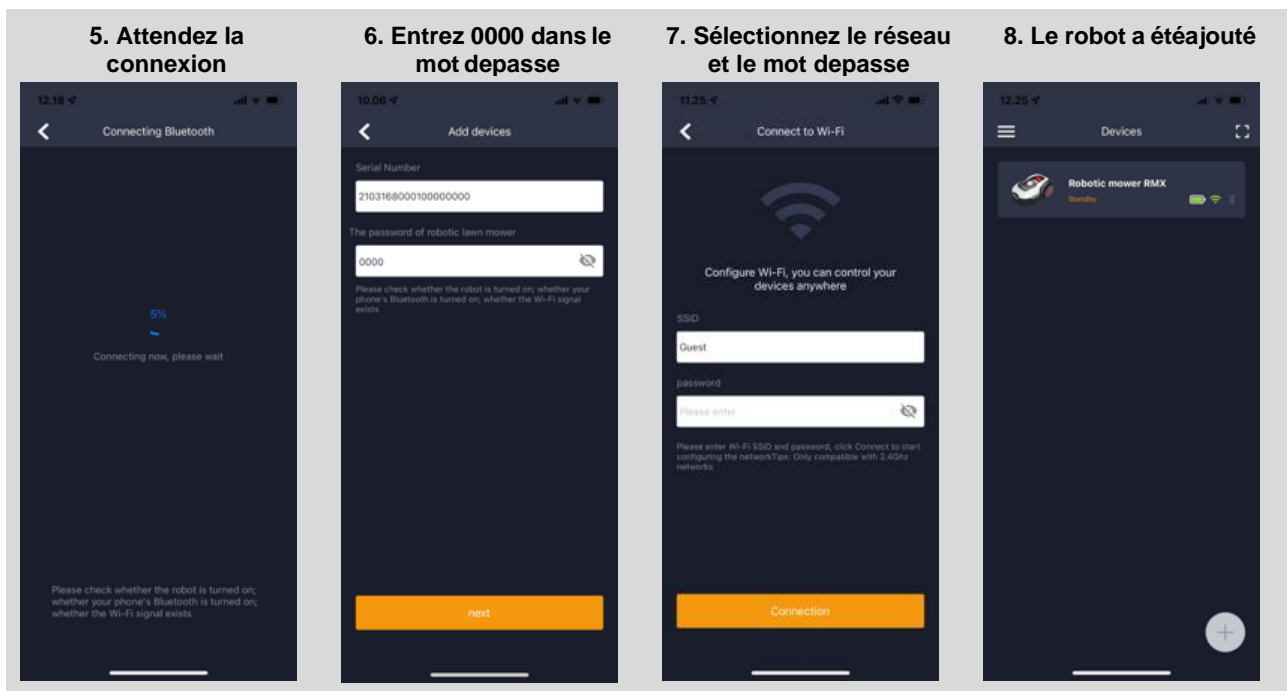 5. Attendez la
connexion
12.18
Connecting Bluetooth
5%
Connecting now, please wait
Please check whether the robot is turned on;
whether your phone's Bluetooth is turned on;
whether the Wi-Fi signal exists
6. Entrez 0000 dans le
mot depasse
10.06
Add devices
Serial Number
2103168000100000000
The password of robotic lawn mower
0000
Please check whether the robot is turned on; whether your
phone's Bluetooth is turned on; whether the Wi-Fi signal
exists
next
7. Sélectionnez le réseau
et le mot depasse
11.25
Connect to Wi-Fi
Configure Wi-Fi, you can control your
devices anywhere
SSID
Guest
password
Please enter
Please enter Wi-Fi SSID and password, click Connect to start
configuring the networkTips: Only compatible with 2.4Ghz
networks
Connection
8. Le robot a étéajouté
12.25
Devices
Robotic mower RMX
Standby